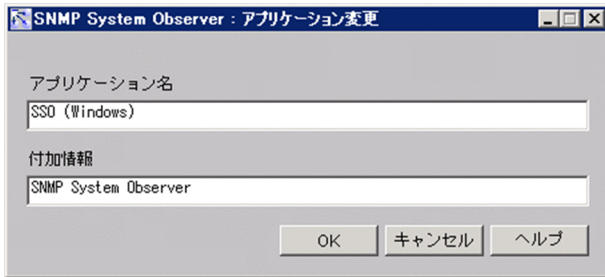 SNMP System Observer：アプリケーション変更
アプリケーション名
SSO (Windows)
付加情報
SNMP System Observer
OK キャンセル ヘルプ